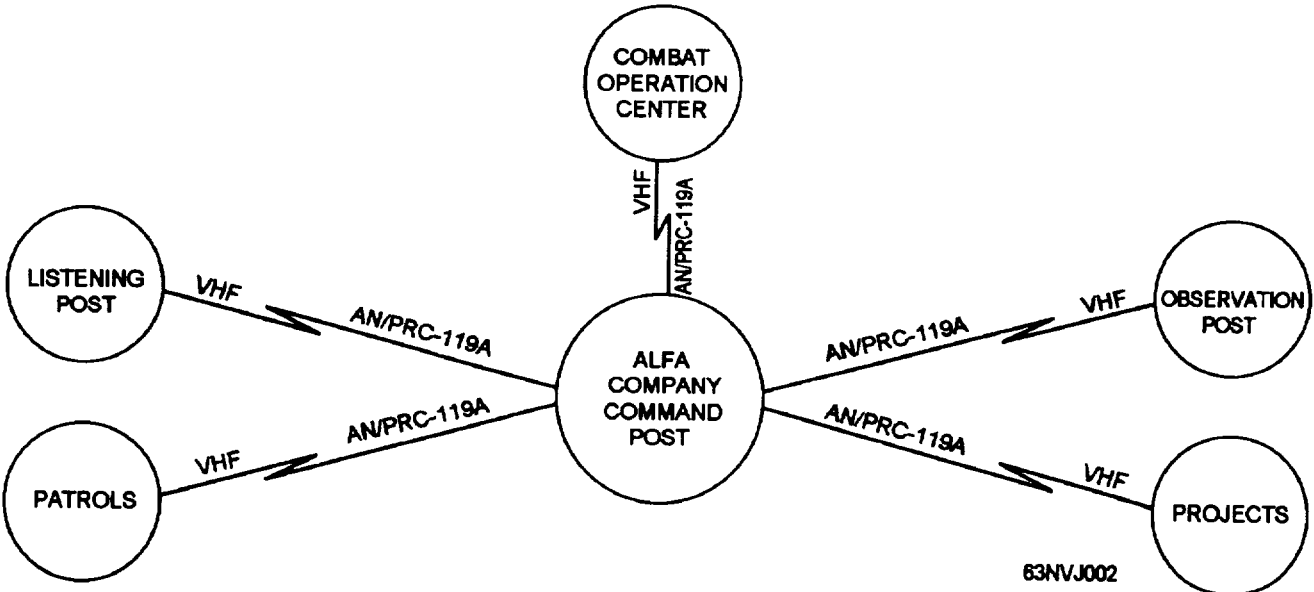 COMBAT
OPERATION
CENTER
VHF
AN/PRC-119A
LISTENING
POST
VHF
AN/PRC-119A
AN/PRC-119A
VHF
OBSERVATION
POST
ALFA
COMPANY
COMMAND
POST
PATROLS
VHF
AN/PRC-119A
AN/PRC-119A
VHF
PROJECTS
63NVJ002